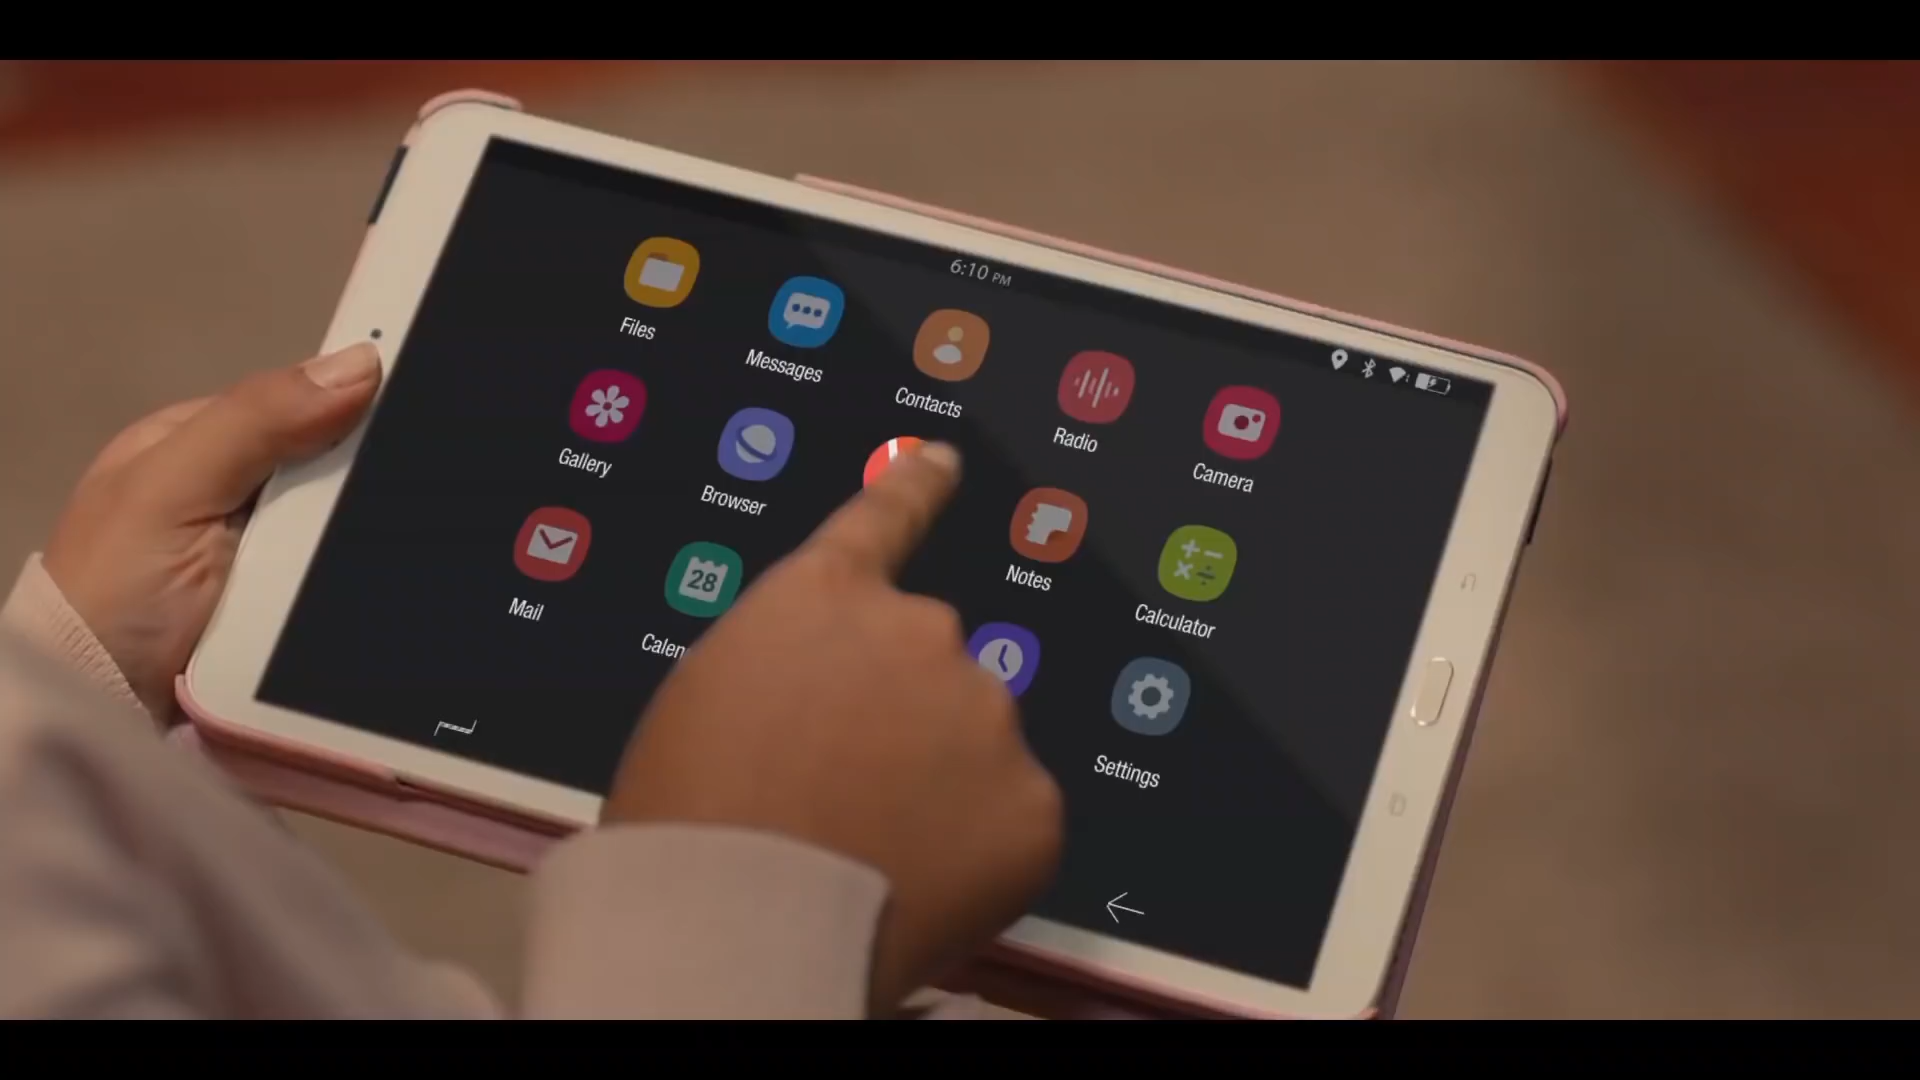 6:10 PM
Files
Messages
Contacts
Radio
Camera
Gallery
Browser
Notes
Calculator
Mail
28
Settings